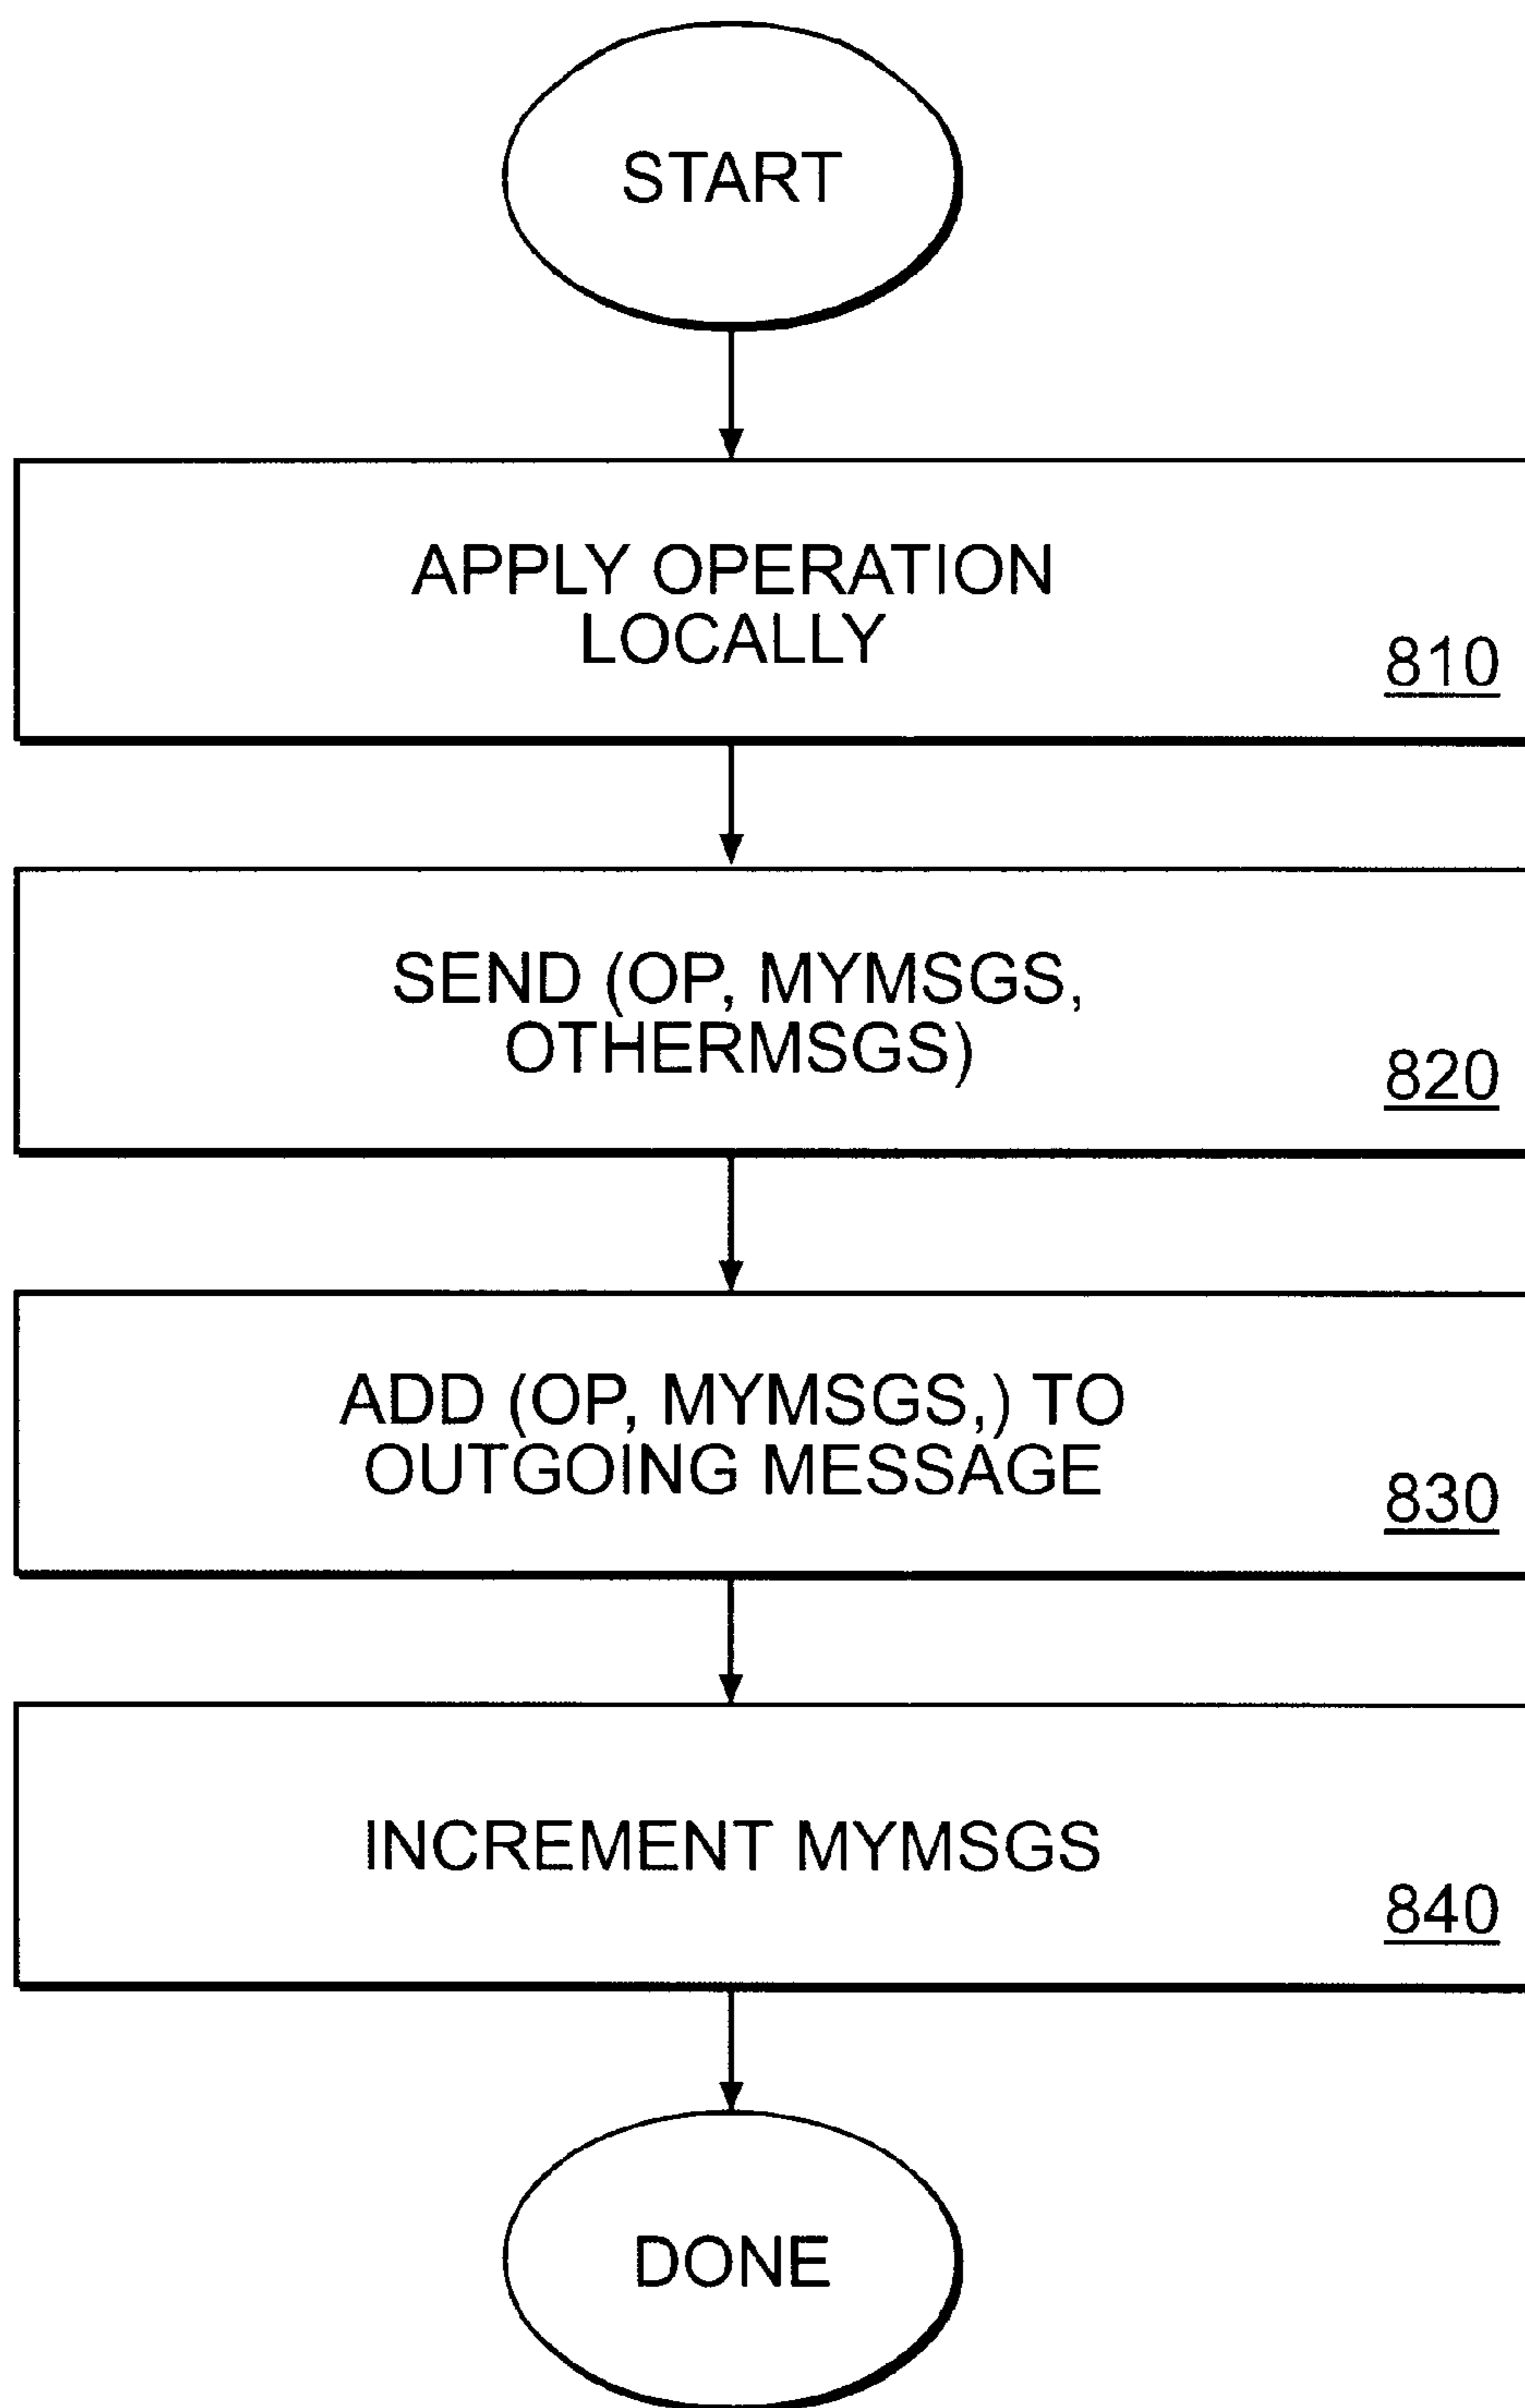 START
APPLY OPERATION
LOCALLY
810
SEND (OP, MYMSGS,
OTHERMSGS)
820
ADD (OP, MYMSGS,) TO
OUTGOING MESSAGE
830
INCREMENT MYMSGS
840
DONE